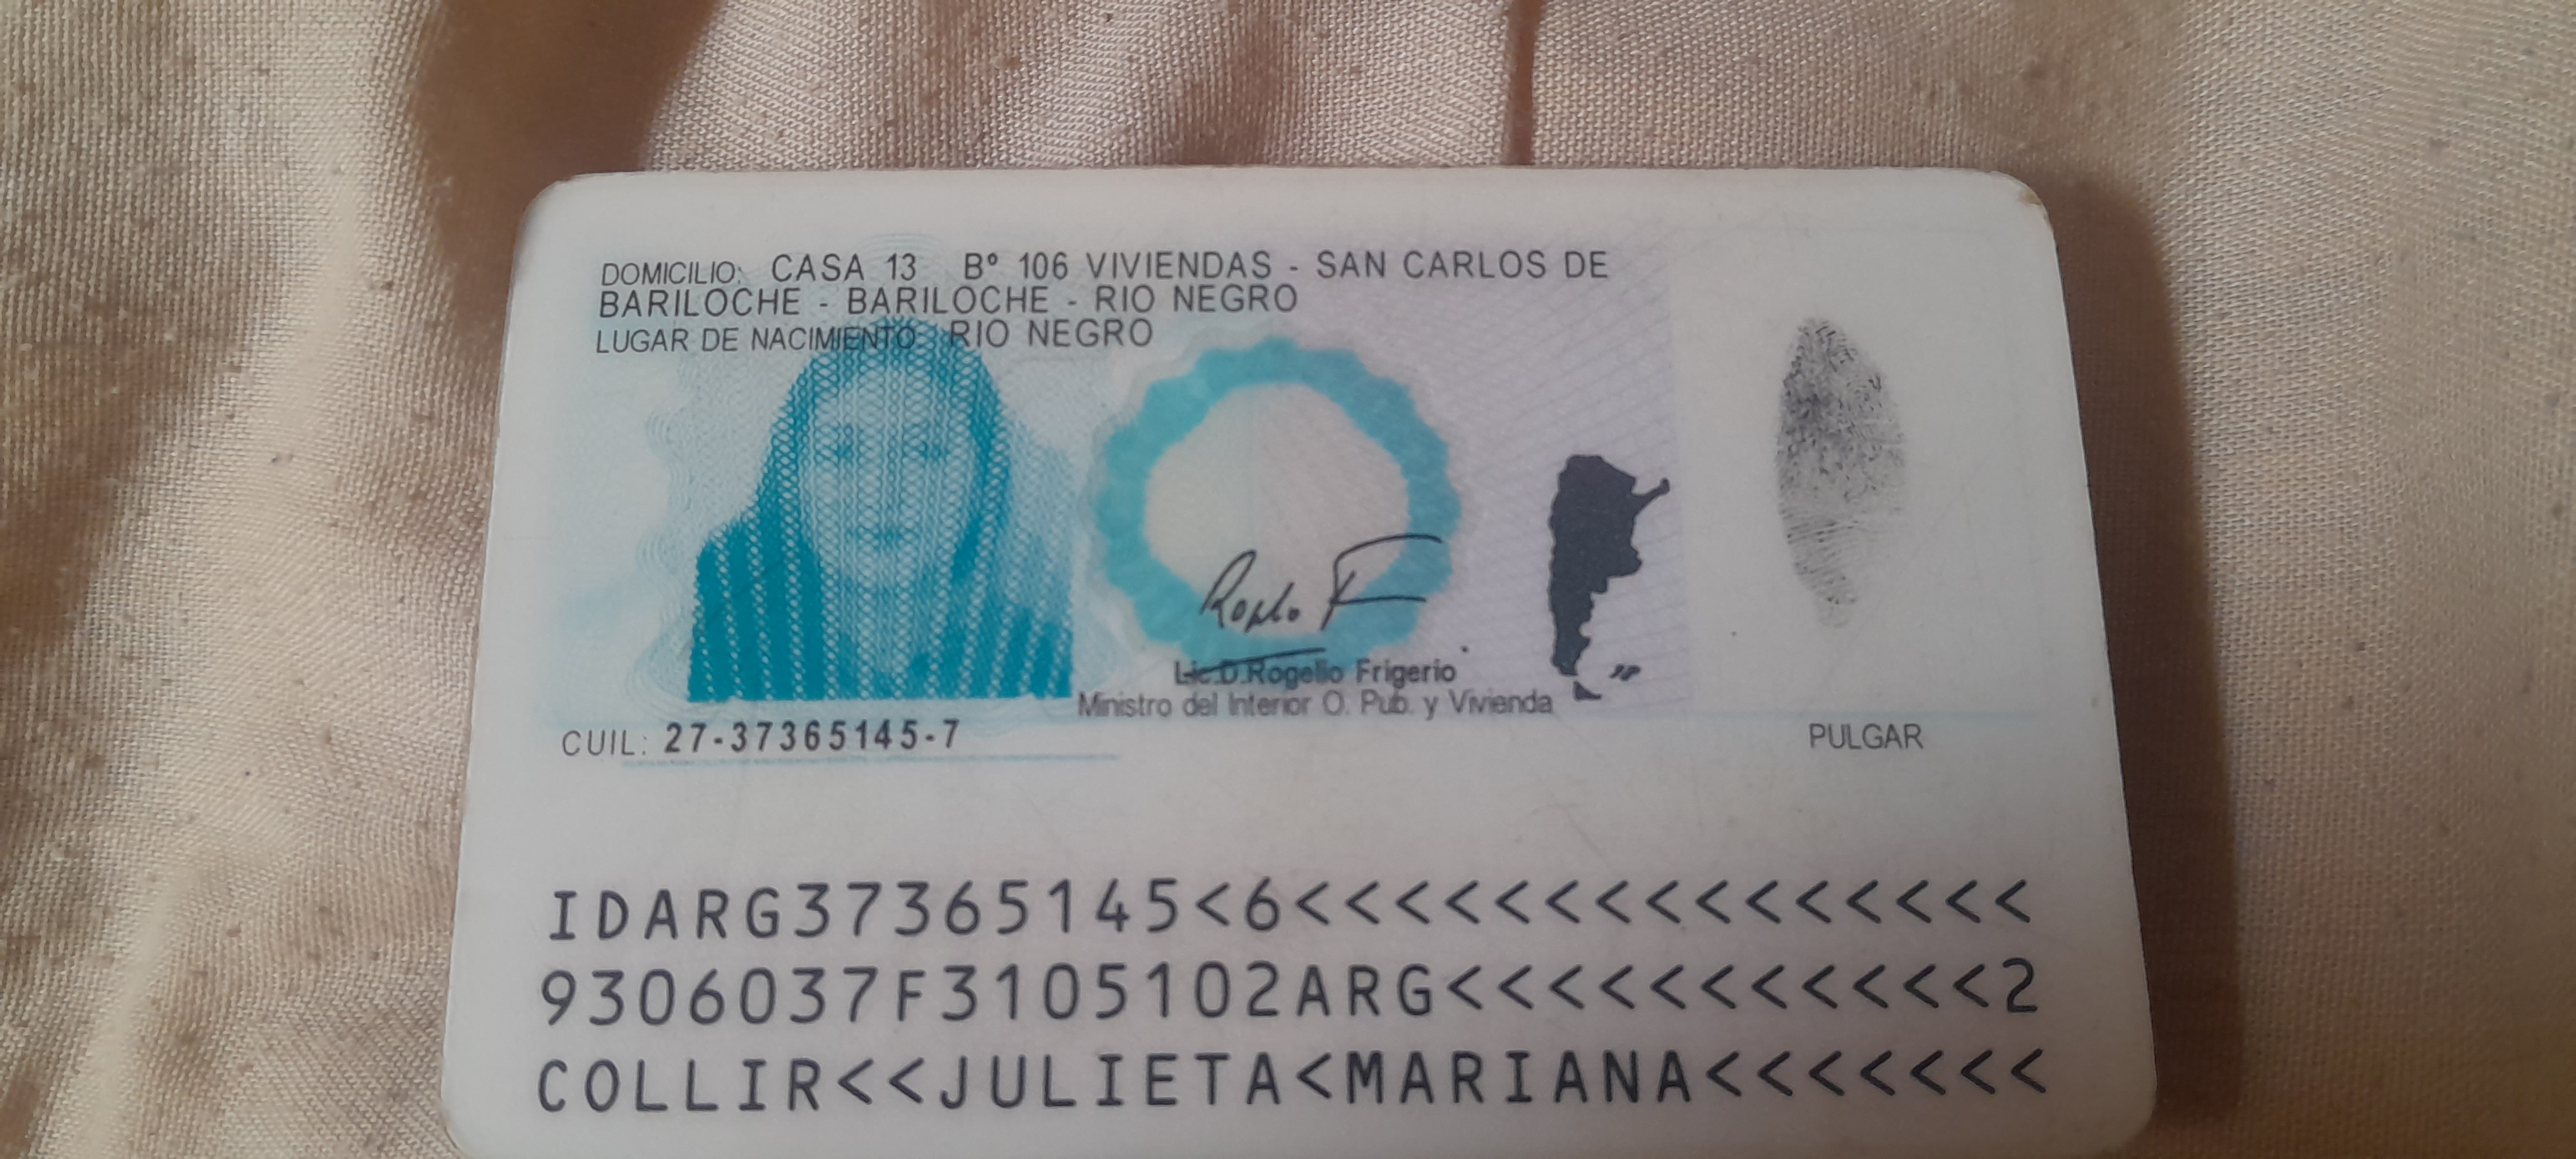 DOMICILIO: CASA 13 Bº 106 VIVIENDAS - SAN CARLOS DE
BARILOCHE - BARILOCHE - RIO NEGRO
LUGAR DE NACIMIENTO RIO NEGRO
Lic.D.Rogelio Frigerio
Ministro del Interior O. Pub. y Vivienda
CUIL: 27-37365145-7
PULGAR
IDARG37365145<6<<<<<<<<<<<<<<<
9306037F3105102ARG<<<<<<<<<<<2
COLLIR<<JULIETA<MARIANA<<<<<<<